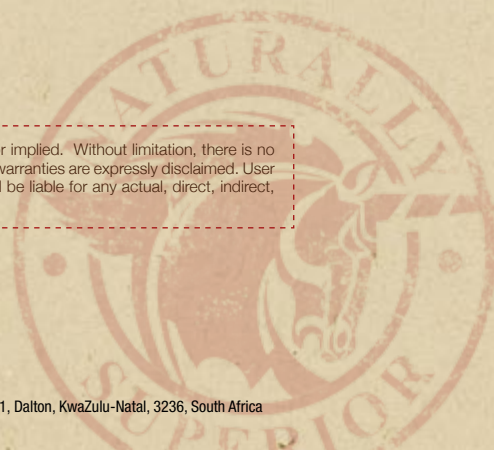 NATURALLY
r implied. Without limitation, there is no
warranties are expressly disclaimed. User
l be liable for any actual, direct, indirect,
1, Dalton, KwaZulu-Natal, 3236, South Africa
SUPERIOR